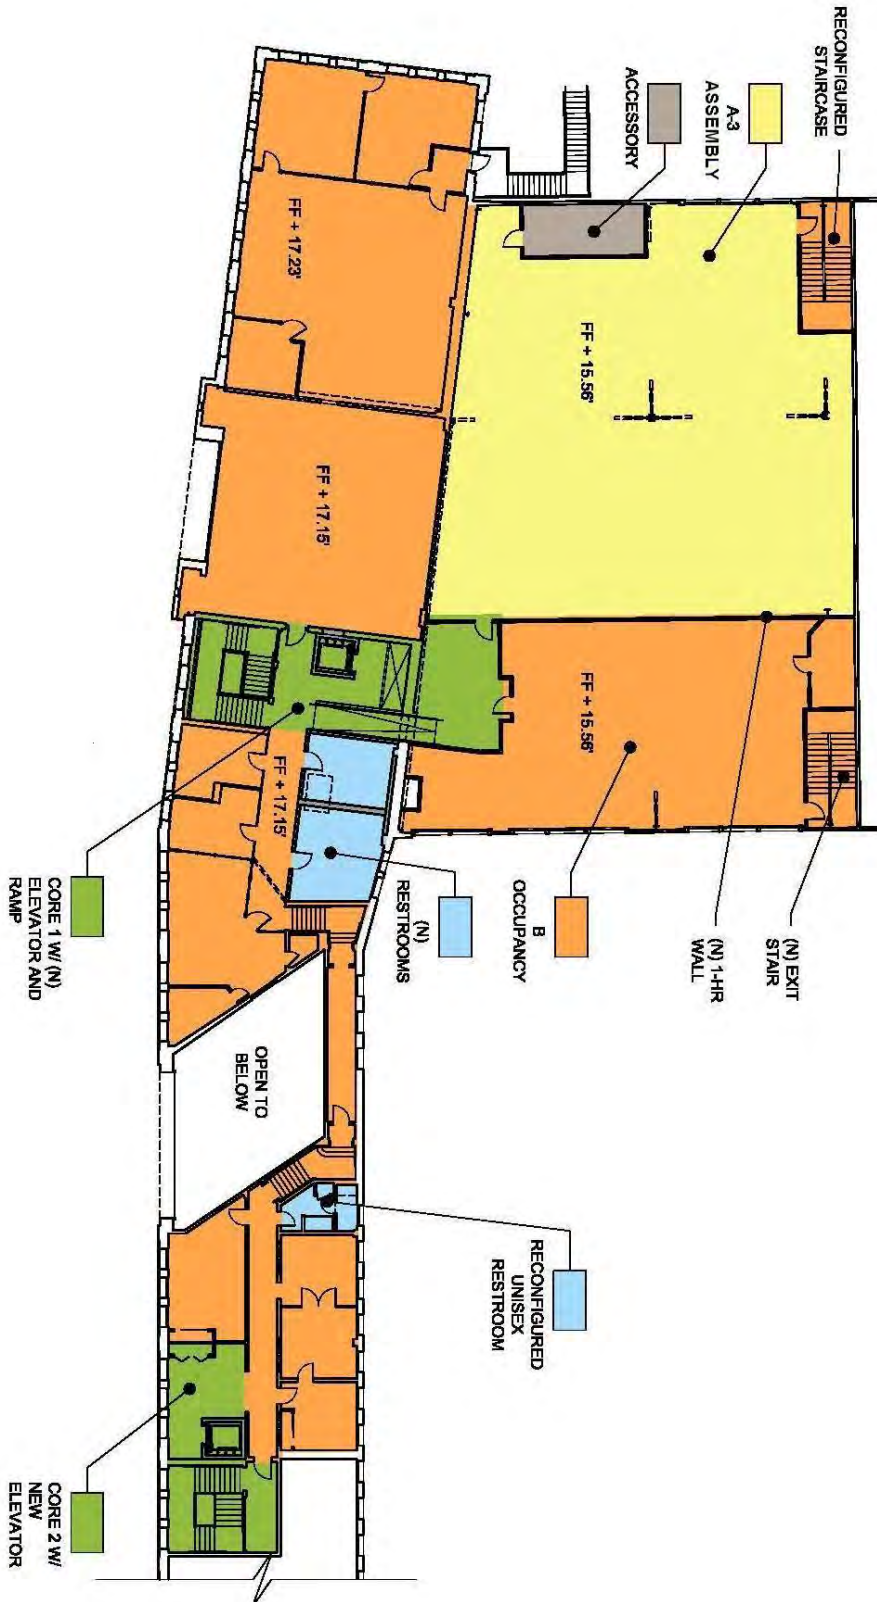 RECONFIGURED
STAIRCASE
A-3
ASSEMBLY
ACCESSORY
FF + 17.23'
FF + 15.56'
FF + 17.15'
FF + 15.56'
FF + 17.15'
(N) EXIT
STAIR
(N) 1-HR
WALL
B
OCCUPANCY
(N)
RESTROOMS
CORE 1 W/ (N)
ELEVATOR AND
RAMP
OPEN TO
BELOW
RECONFIGURED
UNISEX
RESTROOM
CORE 2 W/
NEW
ELEVATOR